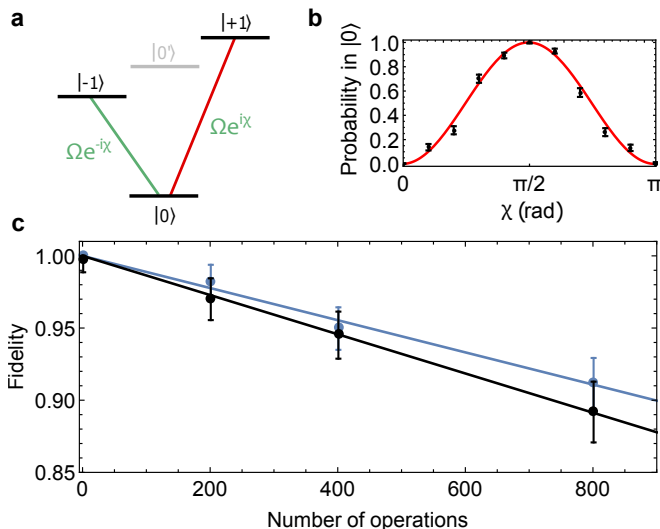 a
|+1⟩
|0'⟩
|-1⟩
Ωe^{-iχ}
Ωe^{iχ}
|0⟩
b
Probability in |0⟩
1.0
0.8
0.6
0.4
0.2
0.0
0
π/2
π
χ (rad)
c
Fidelity
1.00
0.95
0.90
0.85
0
200
400
600
800
Number of operations